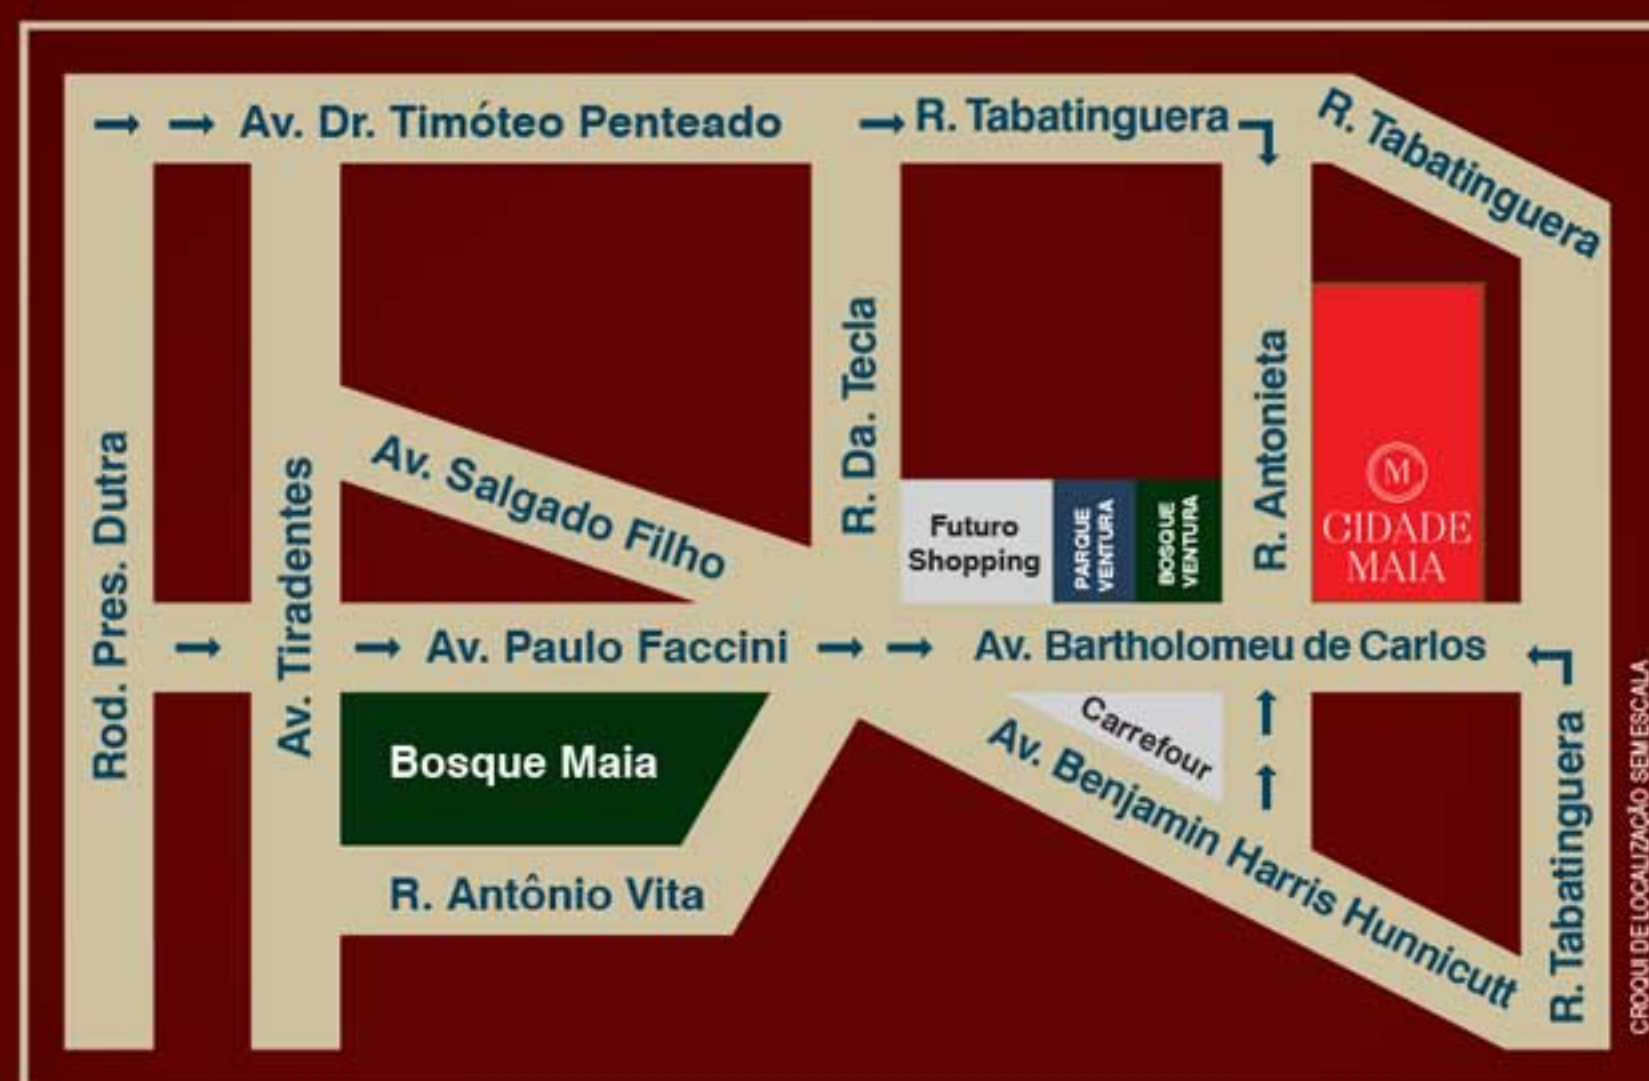 Av. Dr. Timóteo Penteado
R. Tabatinguera
R. Tabatinguera
Rod. Pres. Dutra
Av. Tiradentes
Av. Salgado Filho
R. Da. Tecla
Futuro
Shopping
PARQUE
VENTURA
BOSQUE
VENTURA
R. Antonieta
M
CIDADE
MAIA
Av. Paulo Faccini
Av. Bartholomeu de Carlos
Bosque Maia
Carrefour
Av. Benjamin Harris Hunnicutt
R. Antônio Vita
R. Tabatinguera
CROQUI DE LOCALIZAÇÃO SEM ESCALA